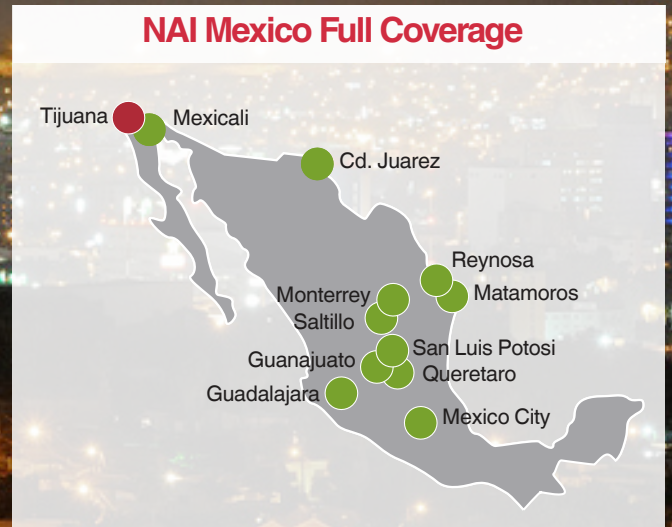 NAI Mexico Full Coverage
Tijuana
Mexicali
Cd. Juarez
Reynosa
Monterrey
Matamoros
Saltillo
San Luis Potosi
Guanajuato
Queretaro
Guadalajara
Mexico City